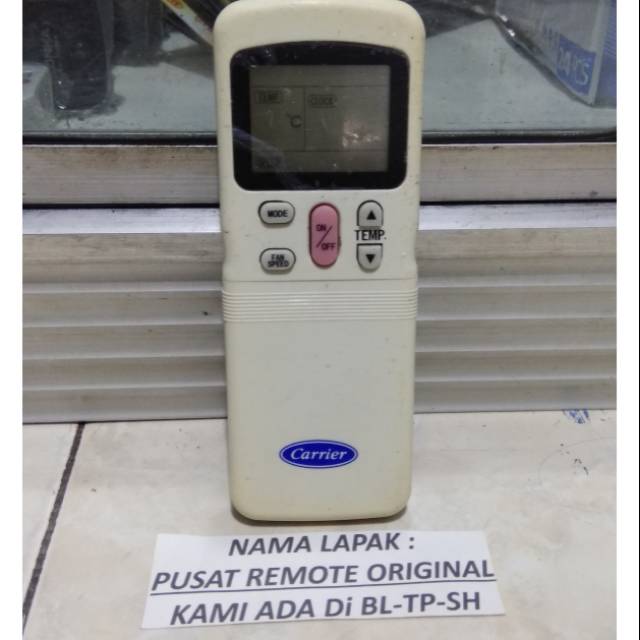 TEMP.
CLOCK
°C
MODE
ON/OFF
TEMP.
FAN SPEED
Carrier
NAMA LAPAK :
PUSAT REMOTE ORIGINAL
KAMI ADA Di BL-TP-SH